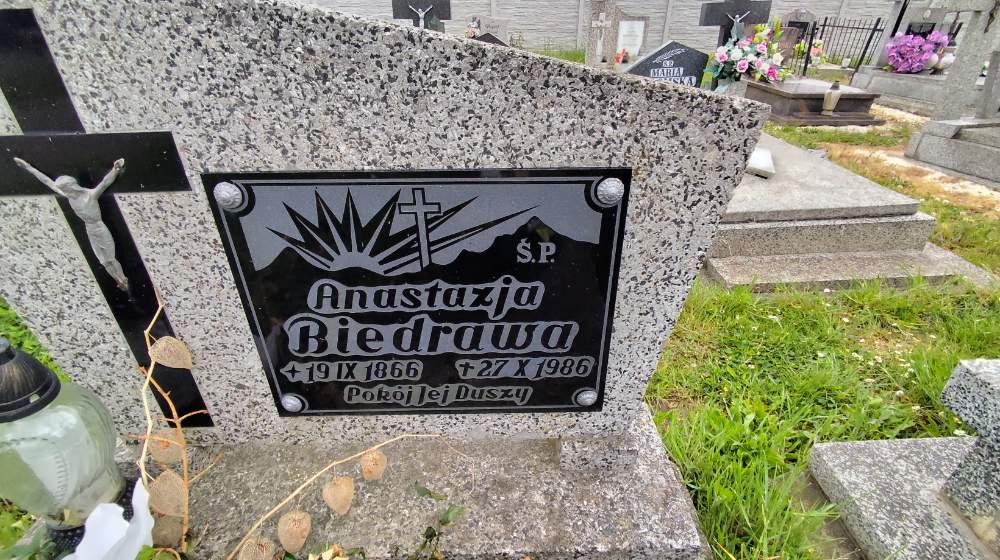 Ś.P.
Anastazja
Biedrawa
+19 IX 1866 +27 X 1986
Pokój Jej Duszy
Ś.P.
MARIA